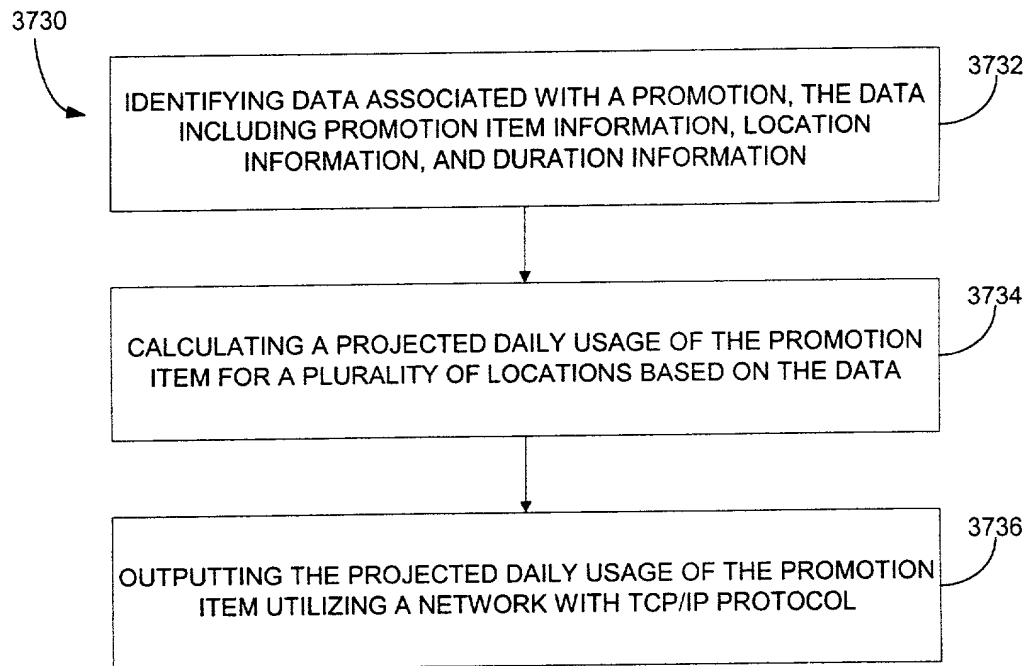 3730
3732
IDENTIFYING DATA ASSOCIATED WITH A PROMOTION, THE DATA
INCLUDING PROMOTION ITEM INFORMATION, LOCATION
INFORMATION, AND DURATION INFORMATION
3734
CALCULATING A PROJECTED DAILY USAGE OF THE PROMOTION
ITEM FOR A PLURALITY OF LOCATIONS BASED ON THE DATA
3736
OUTPUTTING THE PROJECTED DAILY USAGE OF THE PROMOTION
ITEM UTILIZING A NETWORK WITH TCP/IP PROTOCOL